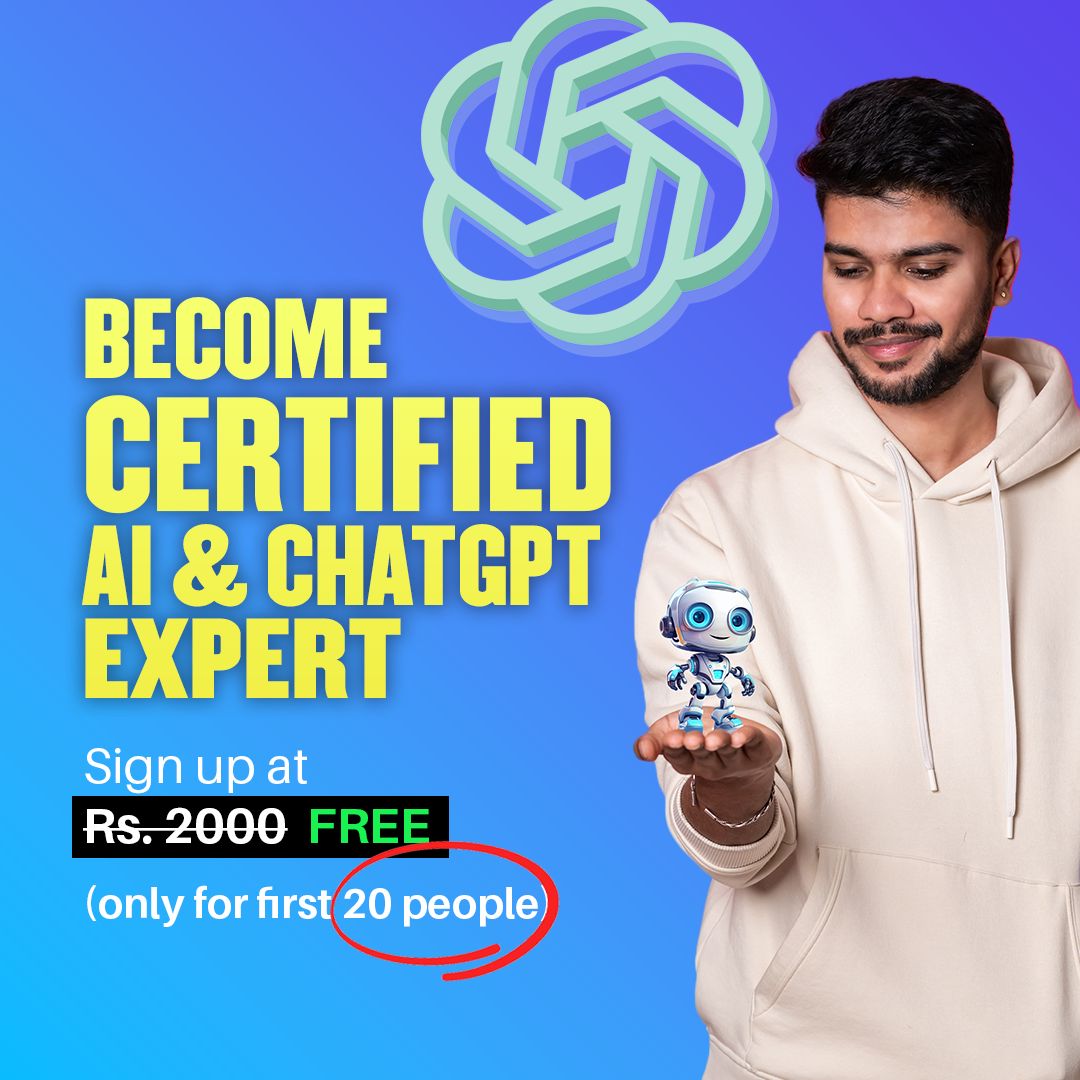 BECOME
CERTIFIED
AI & CHATGPT
EXPERT
Sign up at
Rs. 2000 FREE
(only for first 20 people)